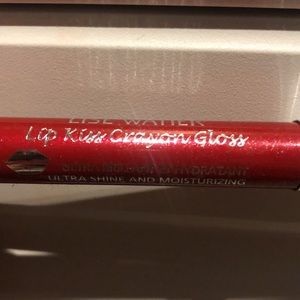 LISE WATIER
Lip Kiss Crayon Gloss
HYDRATANT
ULTRA SHINE AND MOISTURIZING